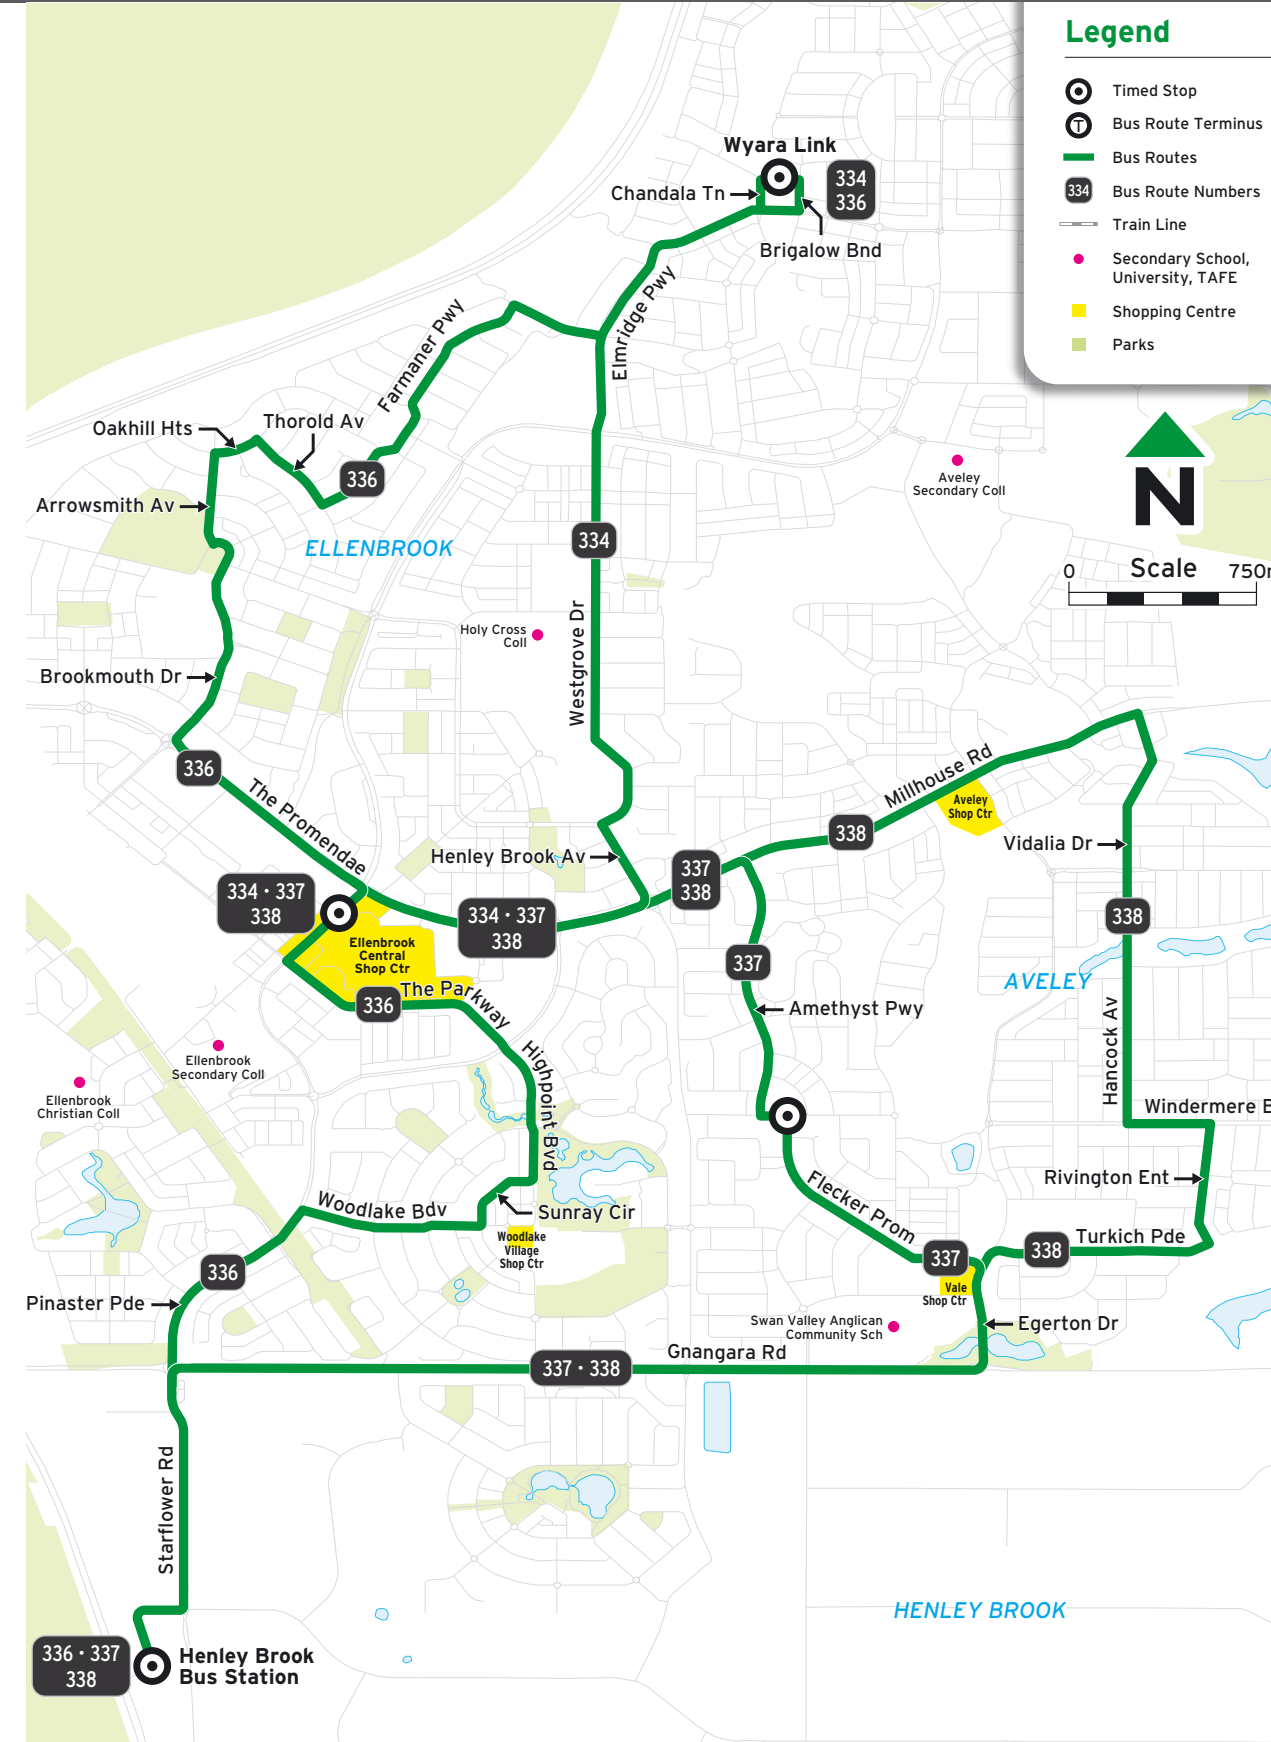 Legend
Timed Stop
T
Bus Route Terminus
Bus Routes
334
Bus Route Numbers
Train Line
Secondary School,
University, TAFE
Shopping Centre
Parks
Wyara Link
334
336
Chandala Tn
Brigalow Bnd
Elmridge Pwy
Farmaner Pwy
Oakhill Hts
Thorold Av
336
Arrowsmith Av
ELLENBROOK
334
Aveley
Secondary Coll
N
0
Scale
750m
Holy Cross
Coll
Westgrove Dr
Brookmouth Dr
336
The Promendae
Millhouse Rd
Aveley
Shop Ctr
338
Vidalia Dr
Henley Brook Av
337
338
334 · 337
338
334 · 337
338
338
Ellenbrook
Central
Shop Ctr
337
AVELEY
336
The Parkway
Amethyst Pwy
Hancock Av
Highpoint Bvd
Ellenbrook
Secondary Coll
Ellenbrook
Christian Coll
Windermere B
Rivington Ent
Flecker Prom
Woodlake Bdv
Sunray Cir
Woodlake
Village
Shop Ctr
Turkich Pde
338
337
336
Vale
Shop Ctr
Pinaster Pde
Swan Valley Anglican
Community Sch
Egerton Dr
Gnangara Rd
337 · 338
Starflower Rd
HENLEY BROOK
336 · 337
338
Henley Brook
Bus Station